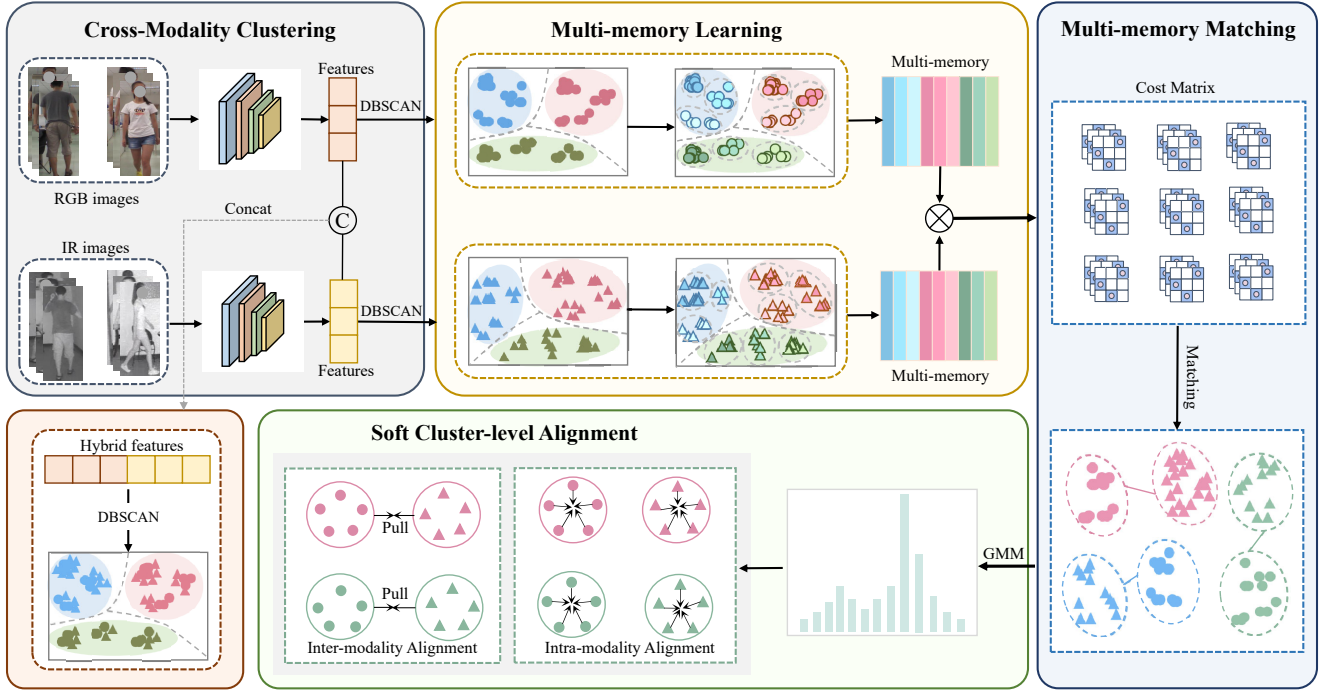 Cross-Modality Clustering
Features
DBSCAN
RGB images
Concat
C
IR images
DBSCAN
Features
Multi-memory Learning
Multi-memory
Multi-memory
Multi-memory Matching
Cost Matrix
Matching
Hybrid features
DBSCAN
Soft Cluster-level Alignment
Pull
Pull
Inter-modality Alignment
Intra-modality Alignment
GMM